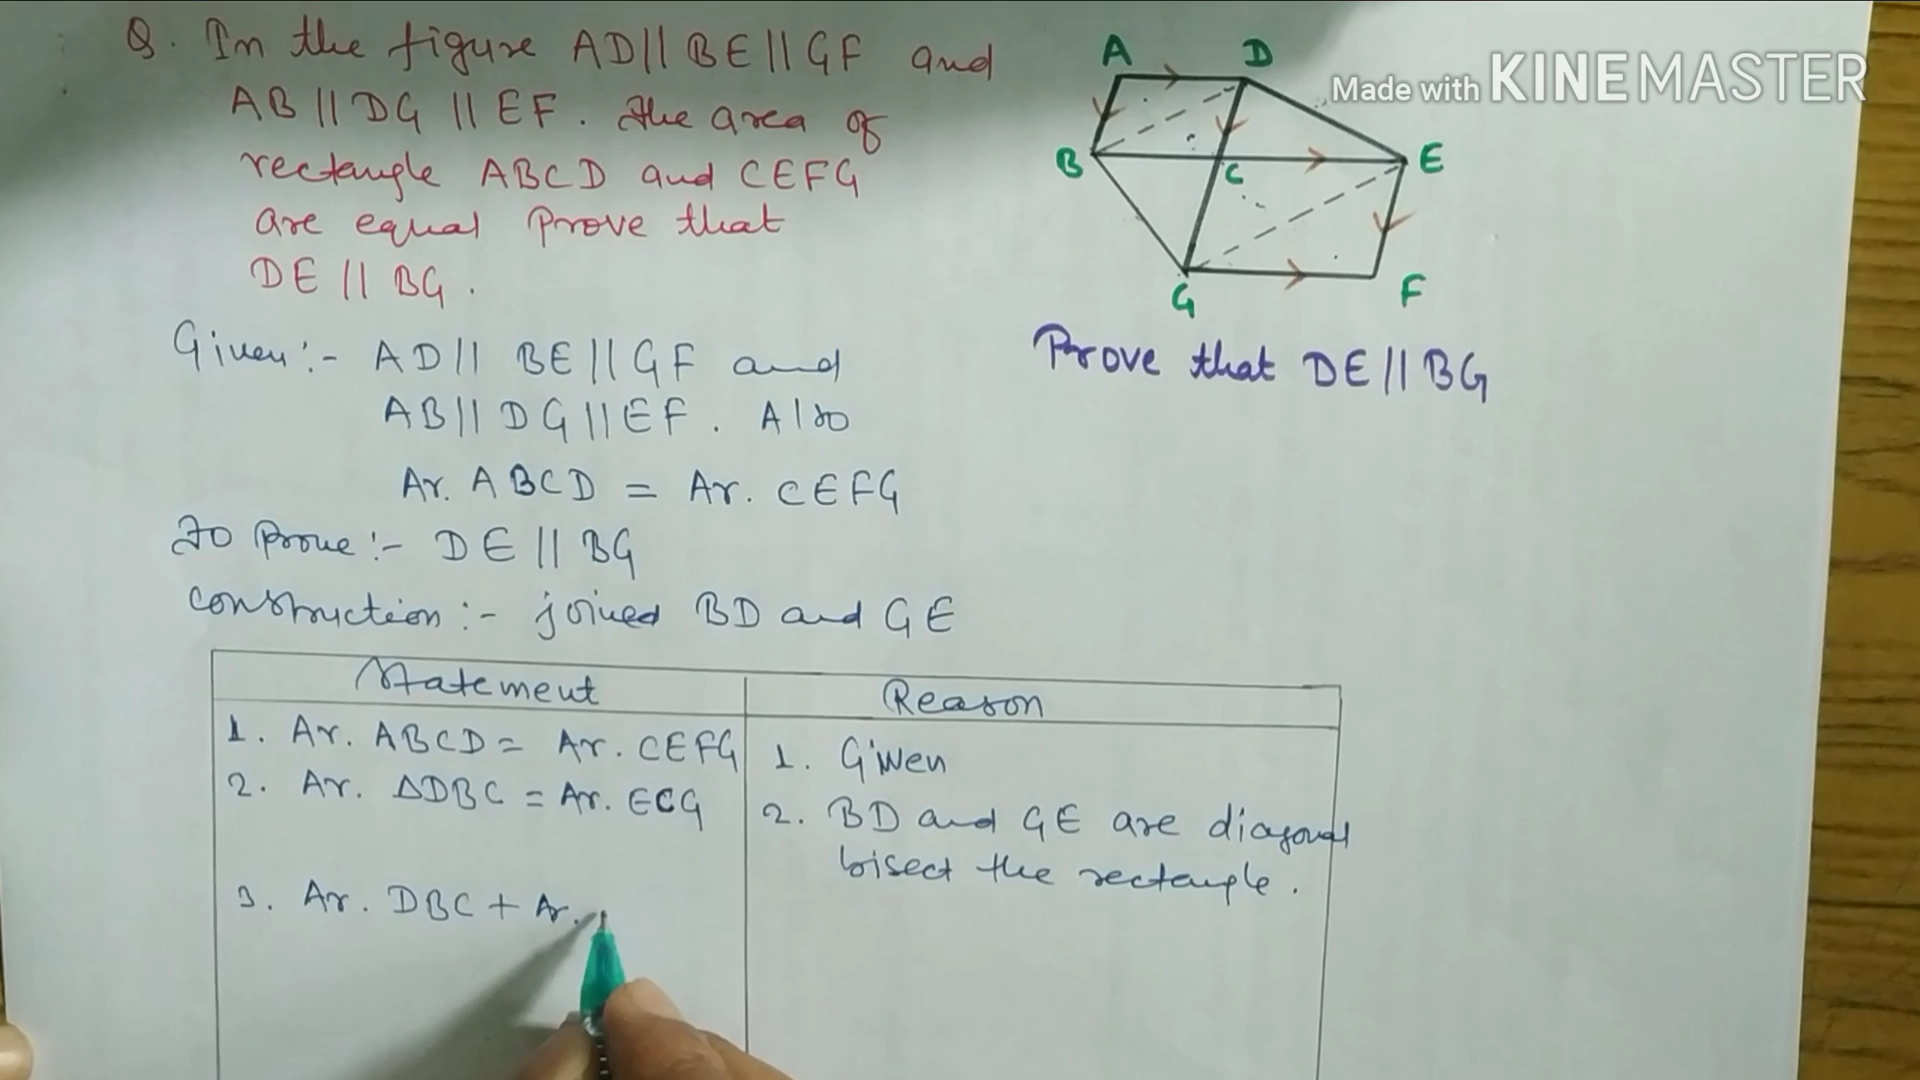 Q. In the figure AD||BE||GF and
AB||DG||EF. The area of
rectangle ABCD and CEFG
are equal Prove that
DE||BG.
A D
B C E
G F
Made with KINEMASTER
Prove that DE||BG
Given:- AD||BE||GF and
AB||DG||EF. Also
Ar. ABCD = Ar. CEFG
To Prove:- DE||BG
construction:- joined BD and GE
Statement Reason
1. Ar. ABCD = Ar. CEFG 1. Given
2. Ar. ΔDBC = Ar. ECG 2. BD and GE are diagonal
bisect the rectangle.
3. Ar. DBC + Ar.